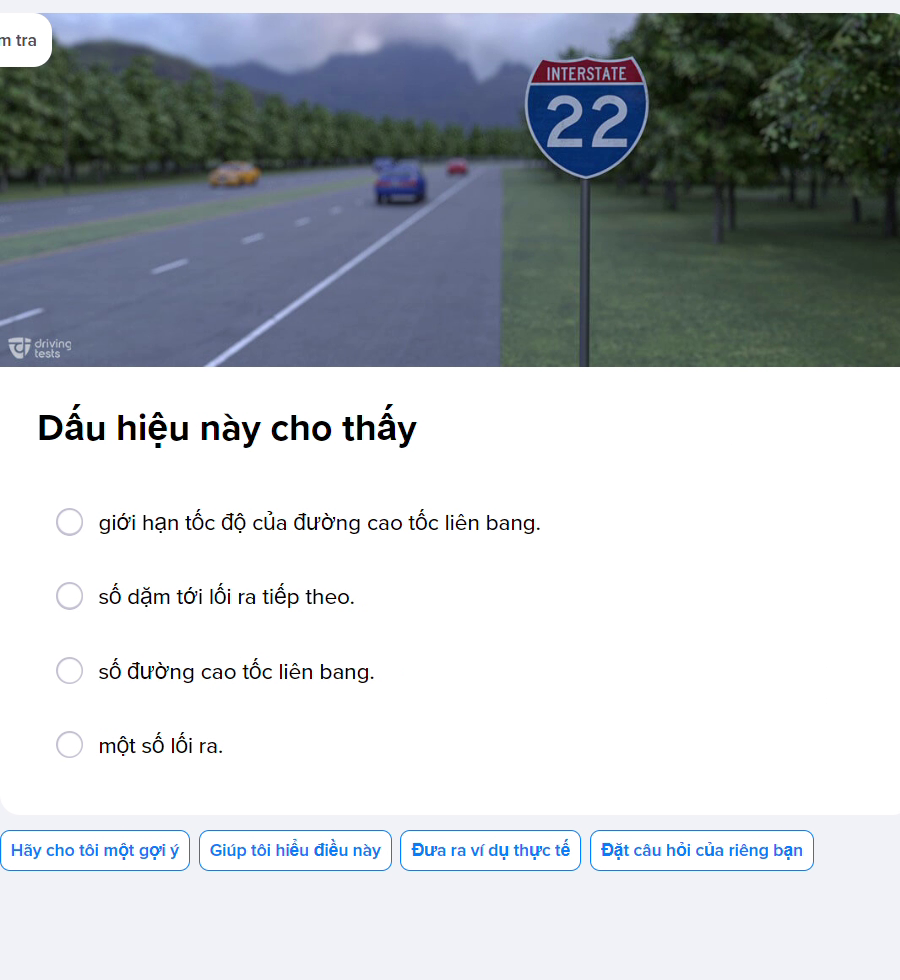 m tra
INTERSTATE
22
driving
tests
Dấu hiệu này cho thấy
giới hạn tốc độ của đường cao tốc liên bang.
số dặm tới lối ra tiếp theo.
số đường cao tốc liên bang.
một số lối ra.
Hãy cho tôi một gợi ý Giúp tôi hiểu điều này Đưa ra ví dụ thực tế Đặt câu hỏi của riêng bạn